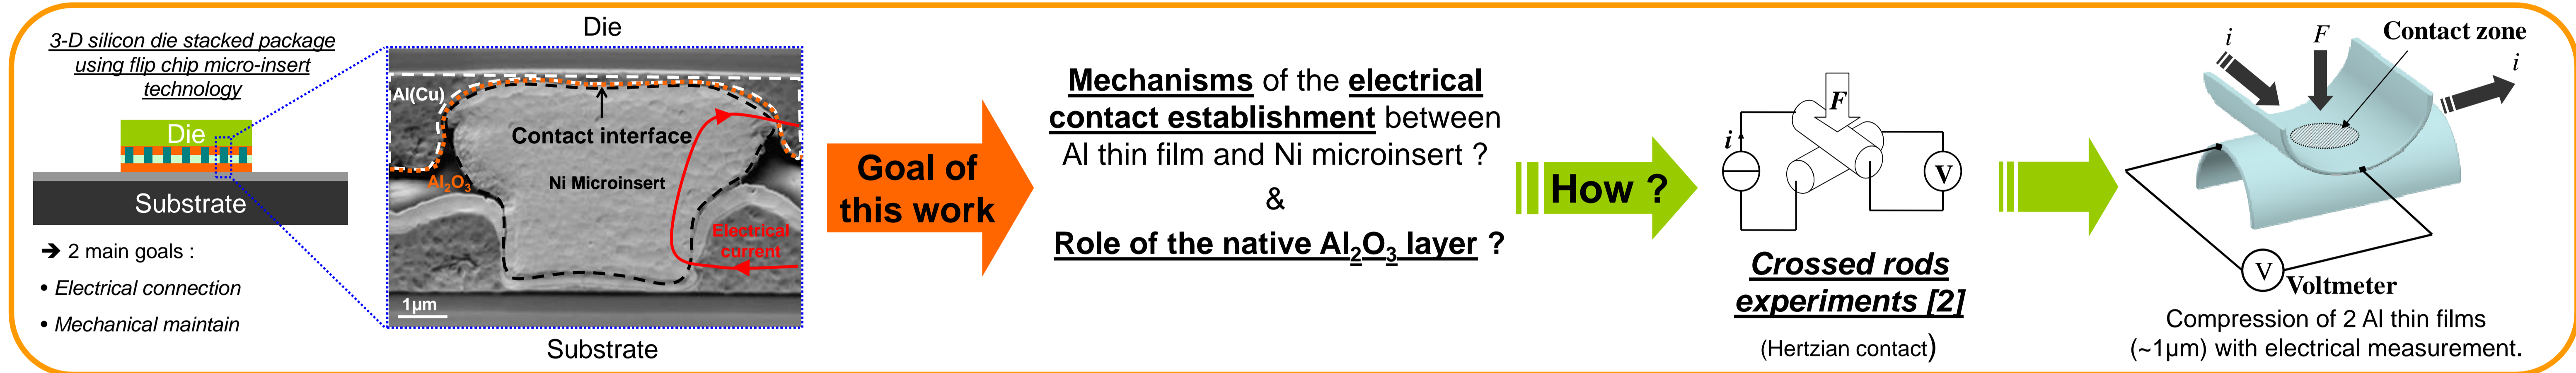 3-D silicon die stacked package
using flip chip micro-insert
technology
Die
Substrate
➔ 2 main goals :
• Electrical connection
• Mechanical maintain
Die
Al(Cu)
Contact interface
Al₂O₃
Ni Microinsert
Electrical
current
1µm
Substrate
Goal of
this work
Mechanisms of the electrical
contact establishment between
Al thin film and Ni microinsert ?
&
Role of the native Al₂O₃ layer ?
How ?
F
i
V
Crossed rods
experiments [2]
(Hertzian contact)
i
F
Contact zone
i
V
Voltmeter
Compression of 2 Al thin films
(~1µm) with electrical measurement.